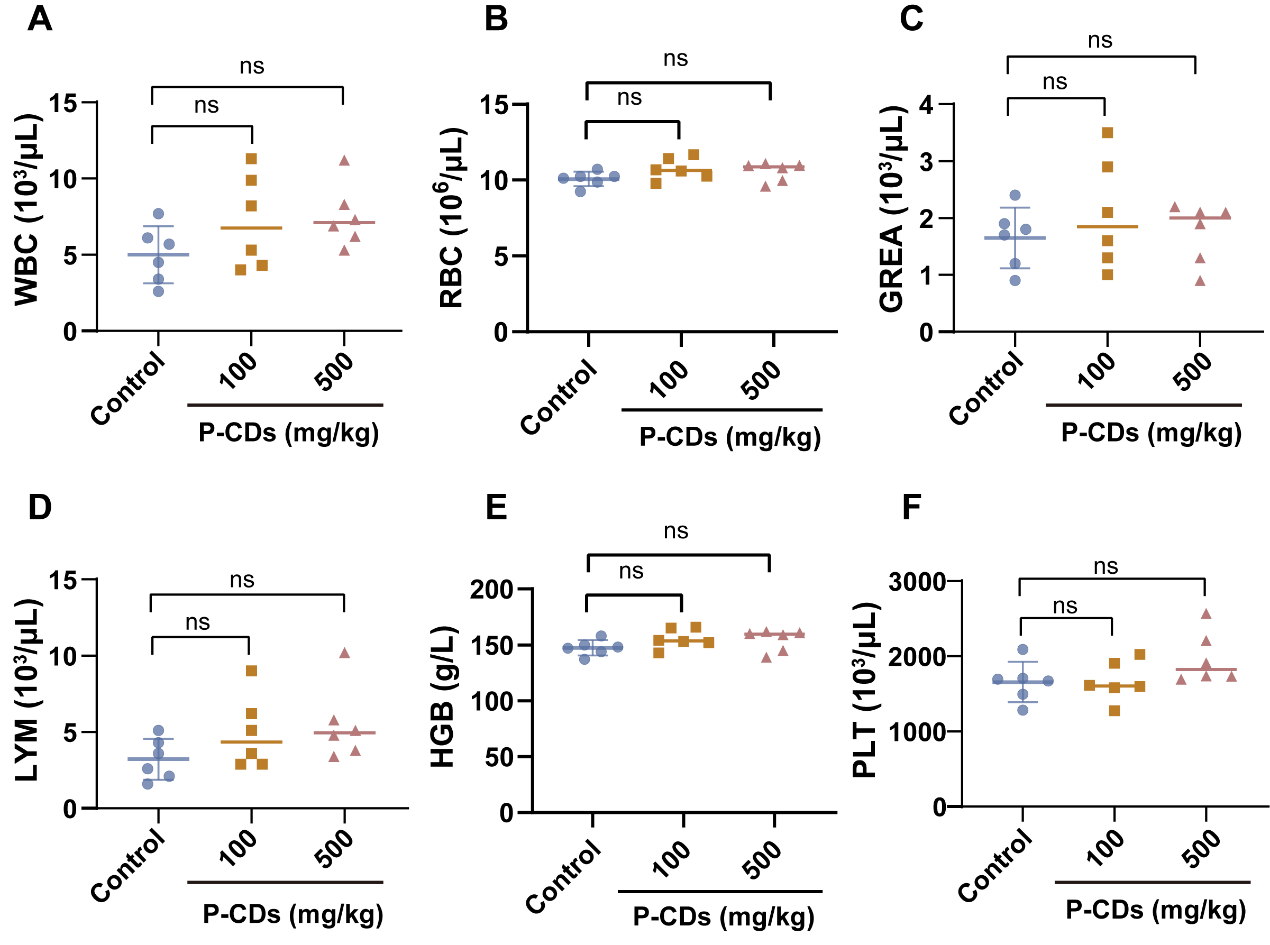 A
ns
ns
WBC (10³/μL)
15
10
5
0
Control
100
500
P-CDs (mg/kg)
B
ns
ns
RBC (10⁶/μL)
15
10
5
0
Control
100
500
P-CDs (mg/kg)
C
ns
ns
GREA (10³/μL)
4
3
2
1
0
Control
100
500
P-CDs (mg/kg)
D
ns
ns
LYM (10³/μL)
15
10
5
0
Control
100
500
P-CDs (mg/kg)
E
ns
ns
HGB (g/L)
200
150
100
50
0
Control
100
500
P-CDs (mg/kg)
F
ns
ns
PLT (10³/μL)
3000
2000
1000
0
Control
100
500
P-CDs (mg/kg)